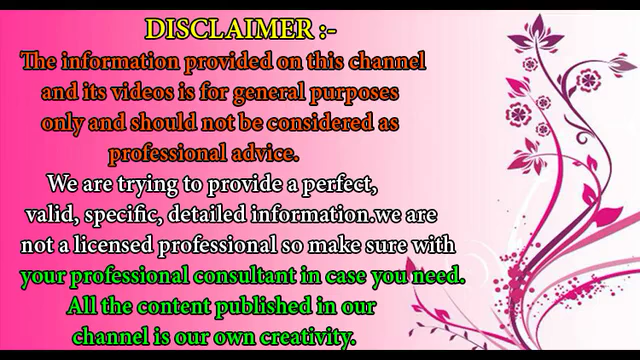 DISCLAIMER :-
The information provided on this channel
and its videos is for general purposes
only and should not be considered as
professional advice.
We are trying to provide a perfect,
valid, specific, detailed information.we are
not a licensed professional so make sure with
your professional consultant in case you need.
All the content published in our
channel is our own creativity.